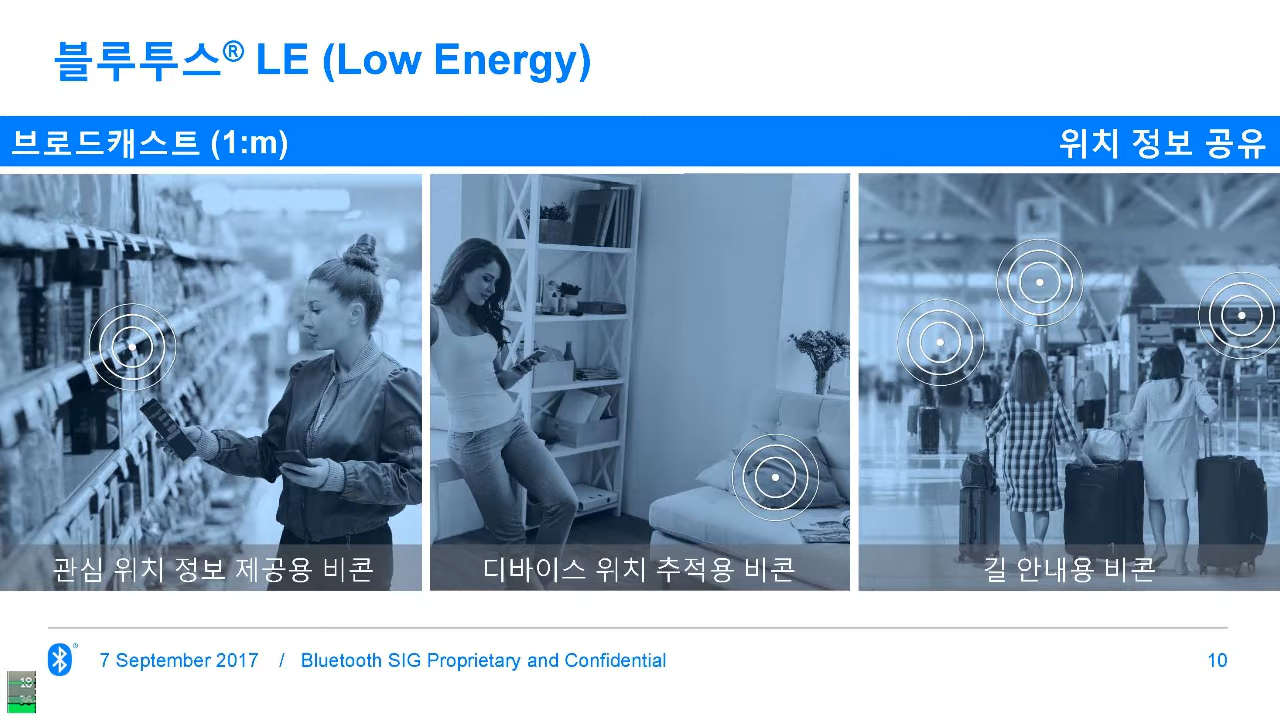 블루투스® LE (Low Energy)
브로드캐스트 (1:m)
위치 정보 공유
관심 위치 정보 제공용 비콘
디바이스 위치 추적용 비콘
길 안내용 비콘
7 September 2017 / Bluetooth SIG Proprietary and Confidential
10